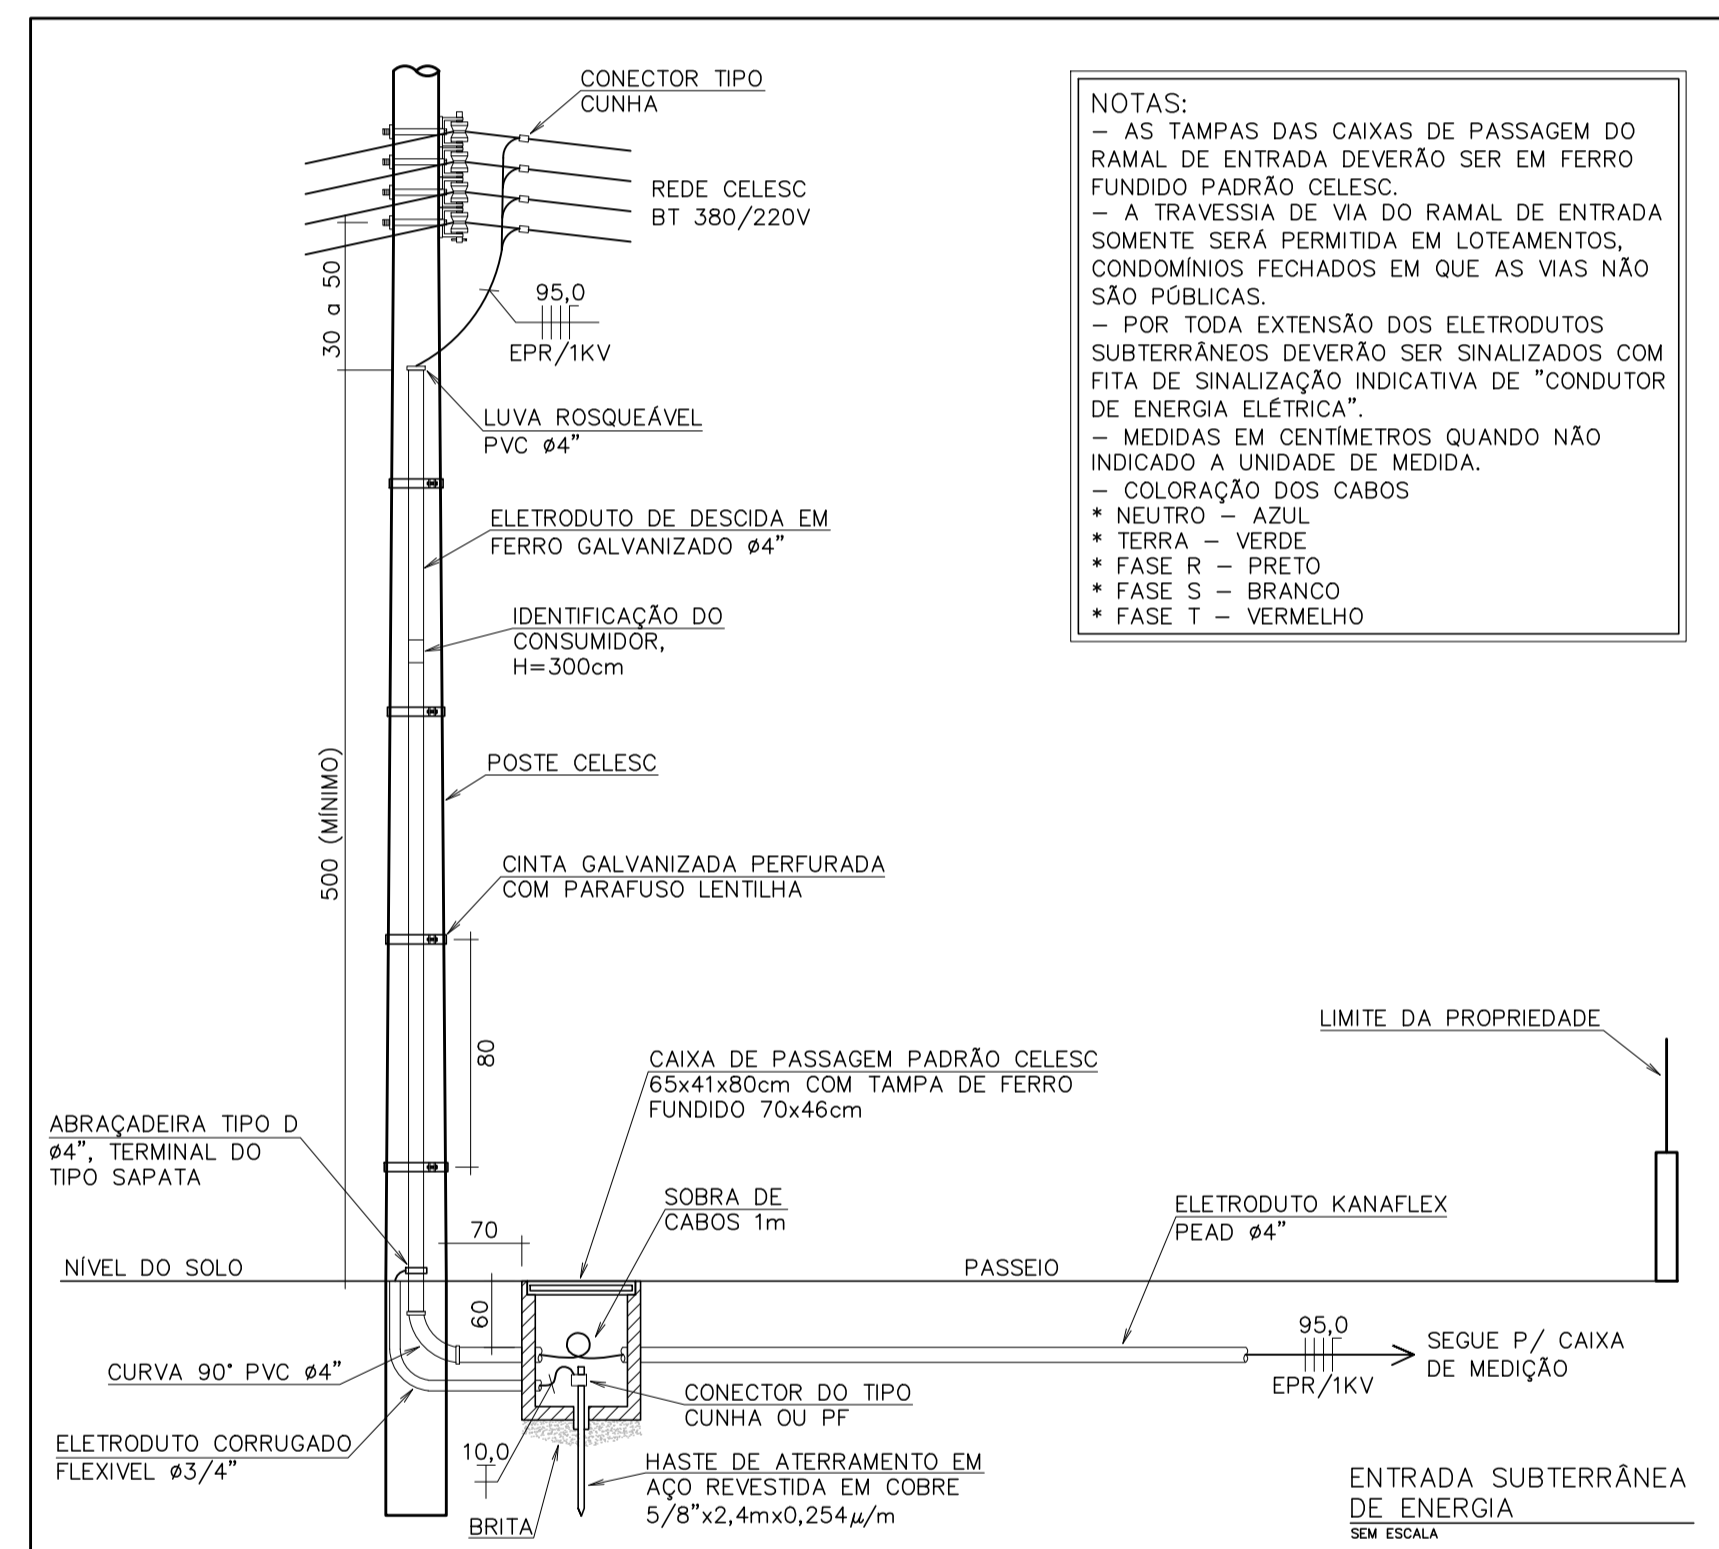 CONECTOR TIPO
CUNHA
REDE CELESC
BT 380/220V
30 a 50
95,0
EPR/1KV
LUVA ROSQUEÁVEL
PVC ø4"
ELETRODUTO DE DESCIDA EM
FERRO GALVANIZADO ø4"
IDENTIFICAÇÃO DO
CONSUMIDOR,
H=300cm
500 (MÍNIMO)
POSTE CELESC
CINTA GALVANIZADA PERFURADA
COM PARAFUSO LENTILHA
80
NOTAS:
– AS TAMPAS DAS CAIXAS DE PASSAGEM DO
RAMAL DE ENTRADA DEVERÃO SER EM FERRO
FUNDIDO PADRÃO CELESC.
– A TRAVESSIA DE VIA DO RAMAL DE ENTRADA
SOMENTE SERÁ PERMITIDA EM LOTEAMENTOS,
CONDOMÍNIOS FECHADOS EM QUE AS VIAS NÃO
SÃO PÚBLICAS.
– POR TODA EXTENSÃO DOS ELETRODUTOS
SUBTERRÂNEOS DEVERÃO SER SINALIZADOS COM
FITA DE SINALIZAÇÃO INDICATIVA DE "CONDUTOR
DE ENERGIA ELÉTRICA".
– MEDIDAS EM CENTÍMETROS QUANDO NÃO
INDICADO A UNIDADE DE MEDIDA.
– COLORAÇÃO DOS CABOS
* NEUTRO – AZUL
* TERRA – VERDE
* FASE R – PRETO
* FASE S – BRANCO
* FASE T – VERMELHO
LIMITE DA PROPRIEDADE
CAIXA DE PASSAGEM PADRÃO CELESC
65x41x80cm COM TAMPA DE FERRO
FUNDIDO 70x46cm
ABRAÇADEIRA TIPO D
ø4", TERMINAL DO
TIPO SAPATA
SOBRA DE
CABOS 1m
ELETRODUTO KANAFLEX
PEAD ø4"
70
NÍVEL DO SOLO
PASSEIO
60
95,0
EPR/1KV
SEGUE P/ CAIXA
DE MEDIÇÃO
CURVA 90° PVC ø4"
CONECTOR DO TIPO
CUNHA OU PF
ELETRODUTO CORRUGADO
FLEXIVEL ø3/4"
10,0
HASTE DE ATERRAMENTO EM
AÇO REVESTIDA EM COBRE
5/8"x2,4mx0,254µ/m
BRITA
ENTRADA SUBTERRÂNEA
DE ENERGIA
SEM ESCALA